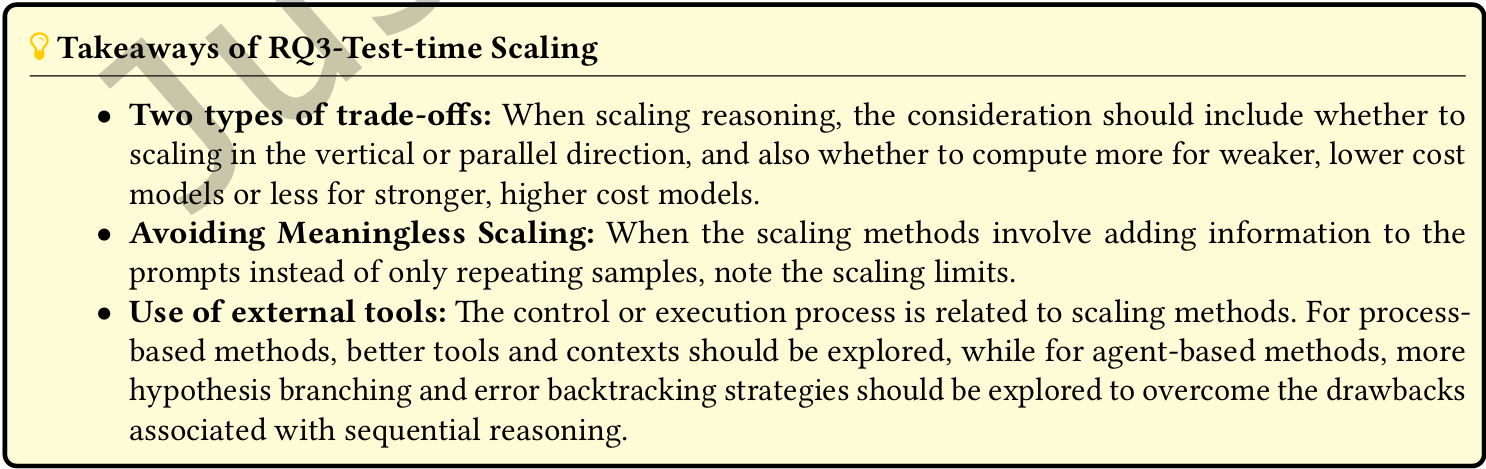 Takeaways of RQ3-Test-time Scaling
• Two types of trade-offs: When scaling reasoning, the consideration should include whether to
scaling in the vertical or parallel direction, and also whether to compute more for weaker, lower cost
models or less for stronger, higher cost models.
• Avoiding Meaningless Scaling: When the scaling methods involve adding information to the
prompts instead of only repeating samples, note the scaling limits.
• Use of external tools: The control or execution process is related to scaling methods. For process-
based methods, better tools and contexts should be explored, while for agent-based methods, more
hypothesis branching and error backtracking strategies should be explored to overcome the drawbacks
associated with sequential reasoning.
Jus